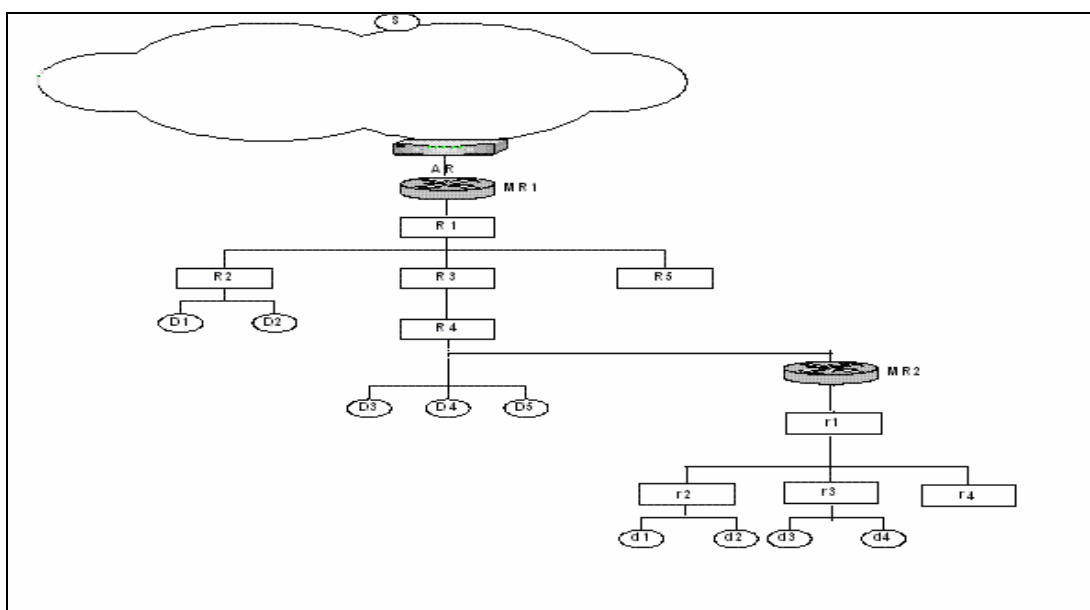 S
AR
MR1
R1
R2 R3 R5
D1 D2 R4
MR2
D3 D4 D5
r1
r2 r3 r4
d1 d2 d3 d4